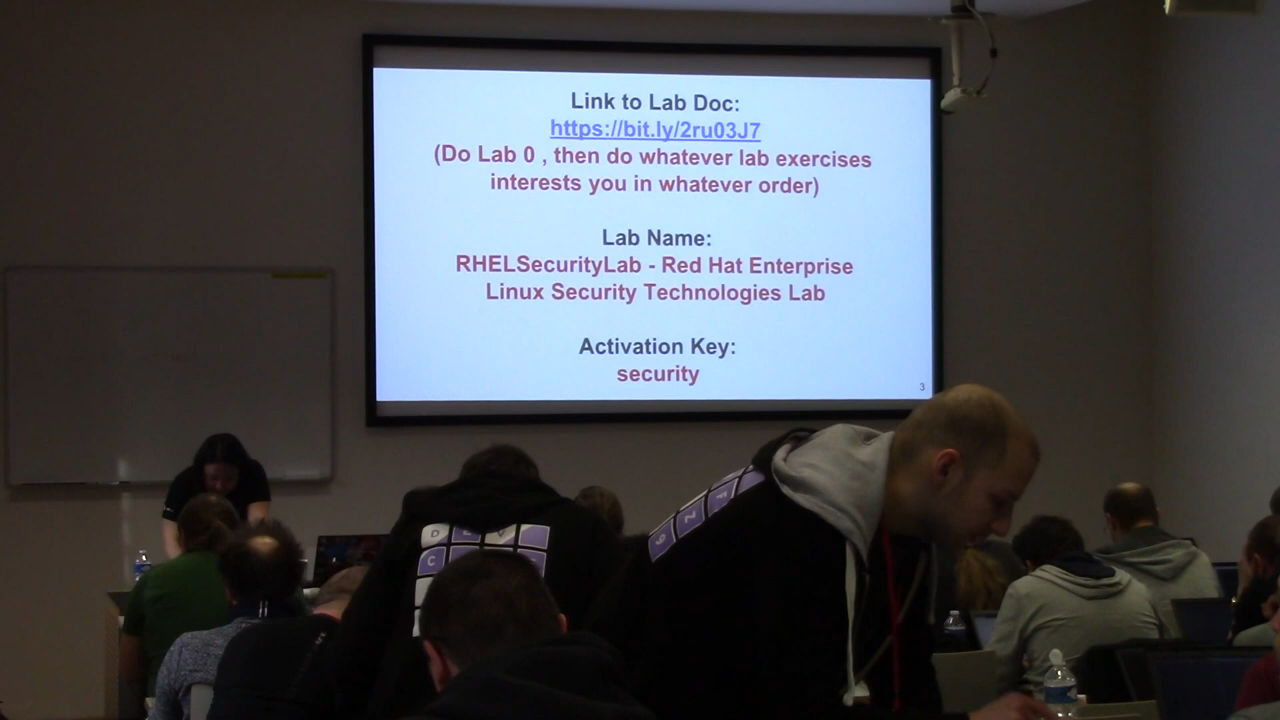 Link to Lab Doc:
https://bit.ly/2ru03J7
(Do Lab 0 , then do whatever lab exercises
interests you in whatever order)
Lab Name:
RHELSecurityLab - Red Hat Enterprise
Linux Security Technologies Lab
Activation Key:
security
3
D E V
C